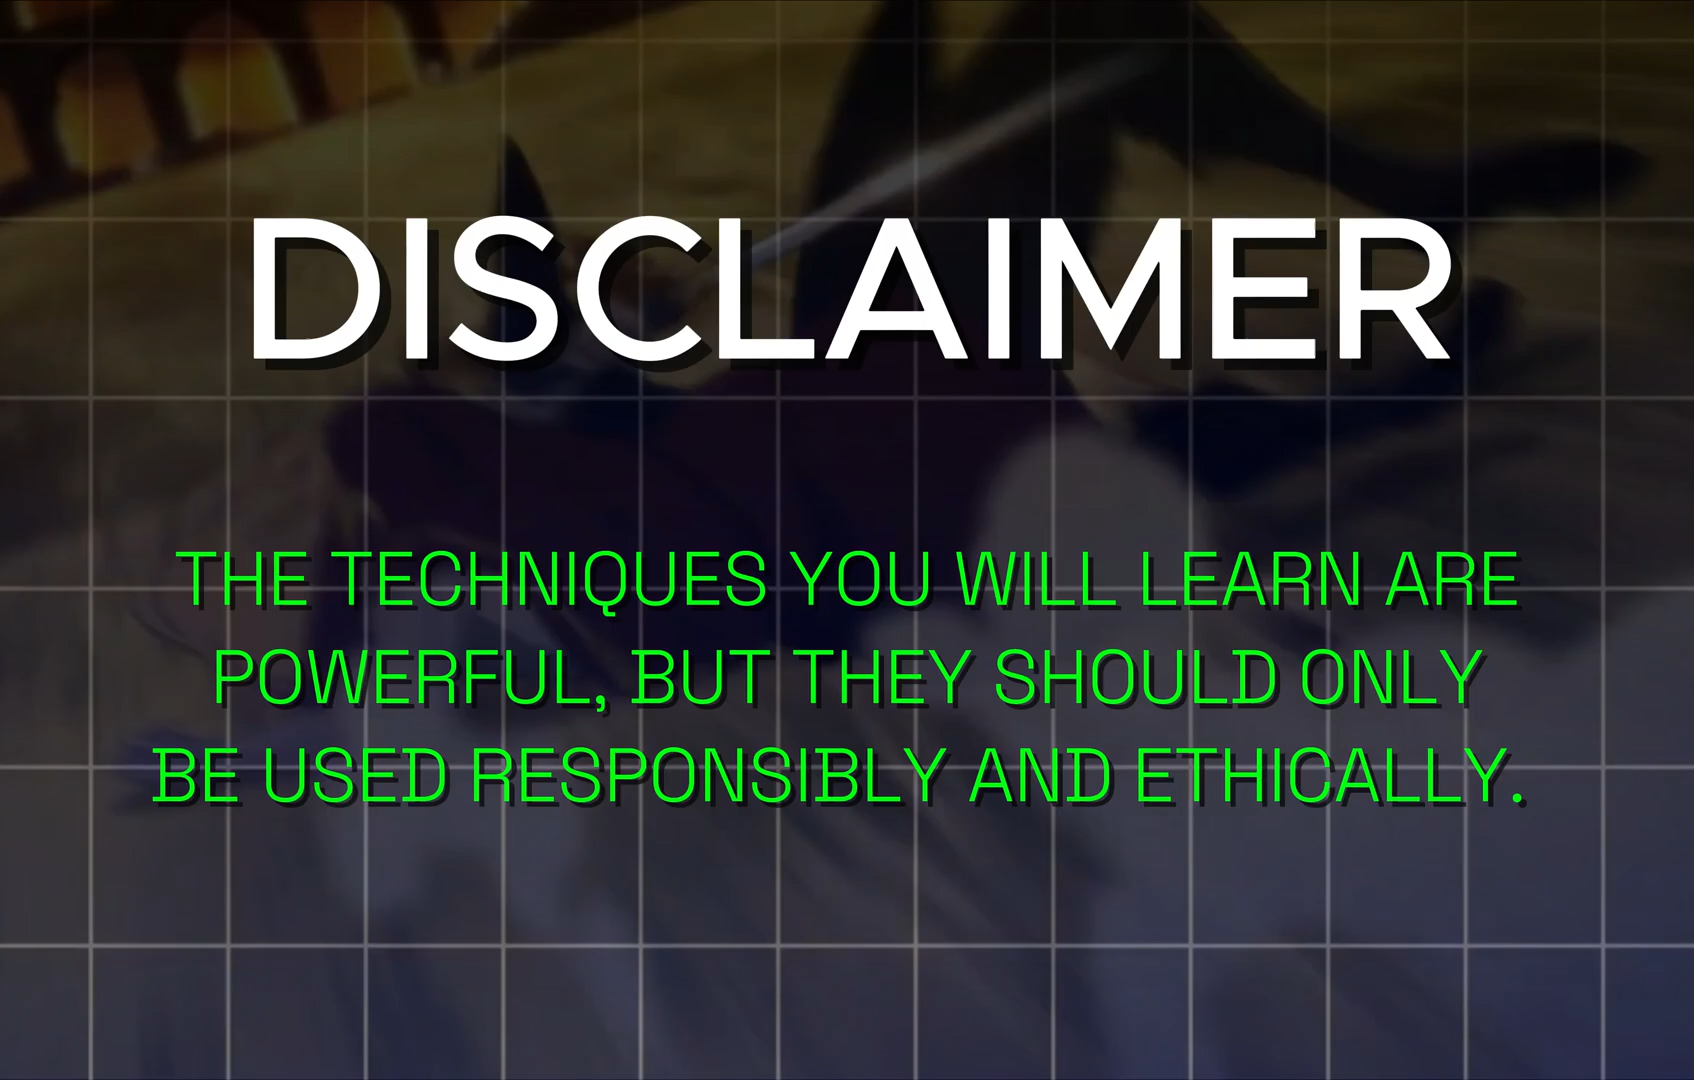 DISCLAIMER
THE TECHNIQUES YOU WILL LEARN ARE
POWERFUL, BUT THEY SHOULD ONLY
BE USED RESPONSIBLY AND ETHICALLY.